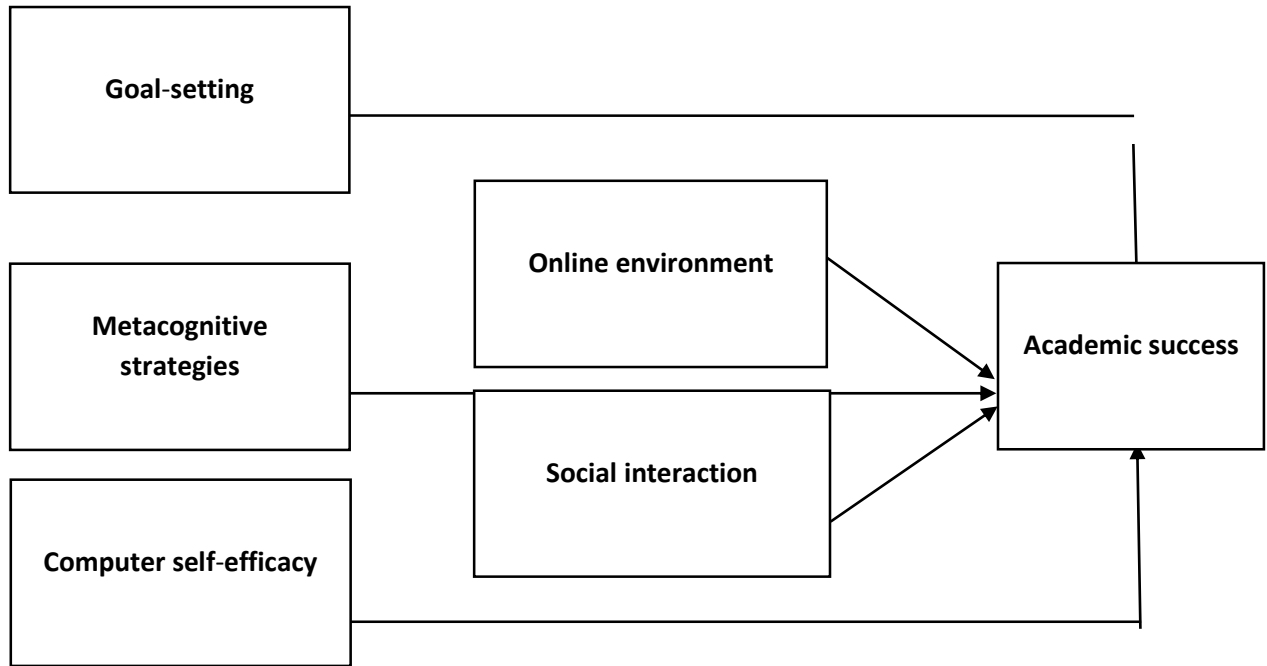 Goal-setting
Online environment
Metacognitive
strategies
Academic success
Social interaction
Computer self-efficacy